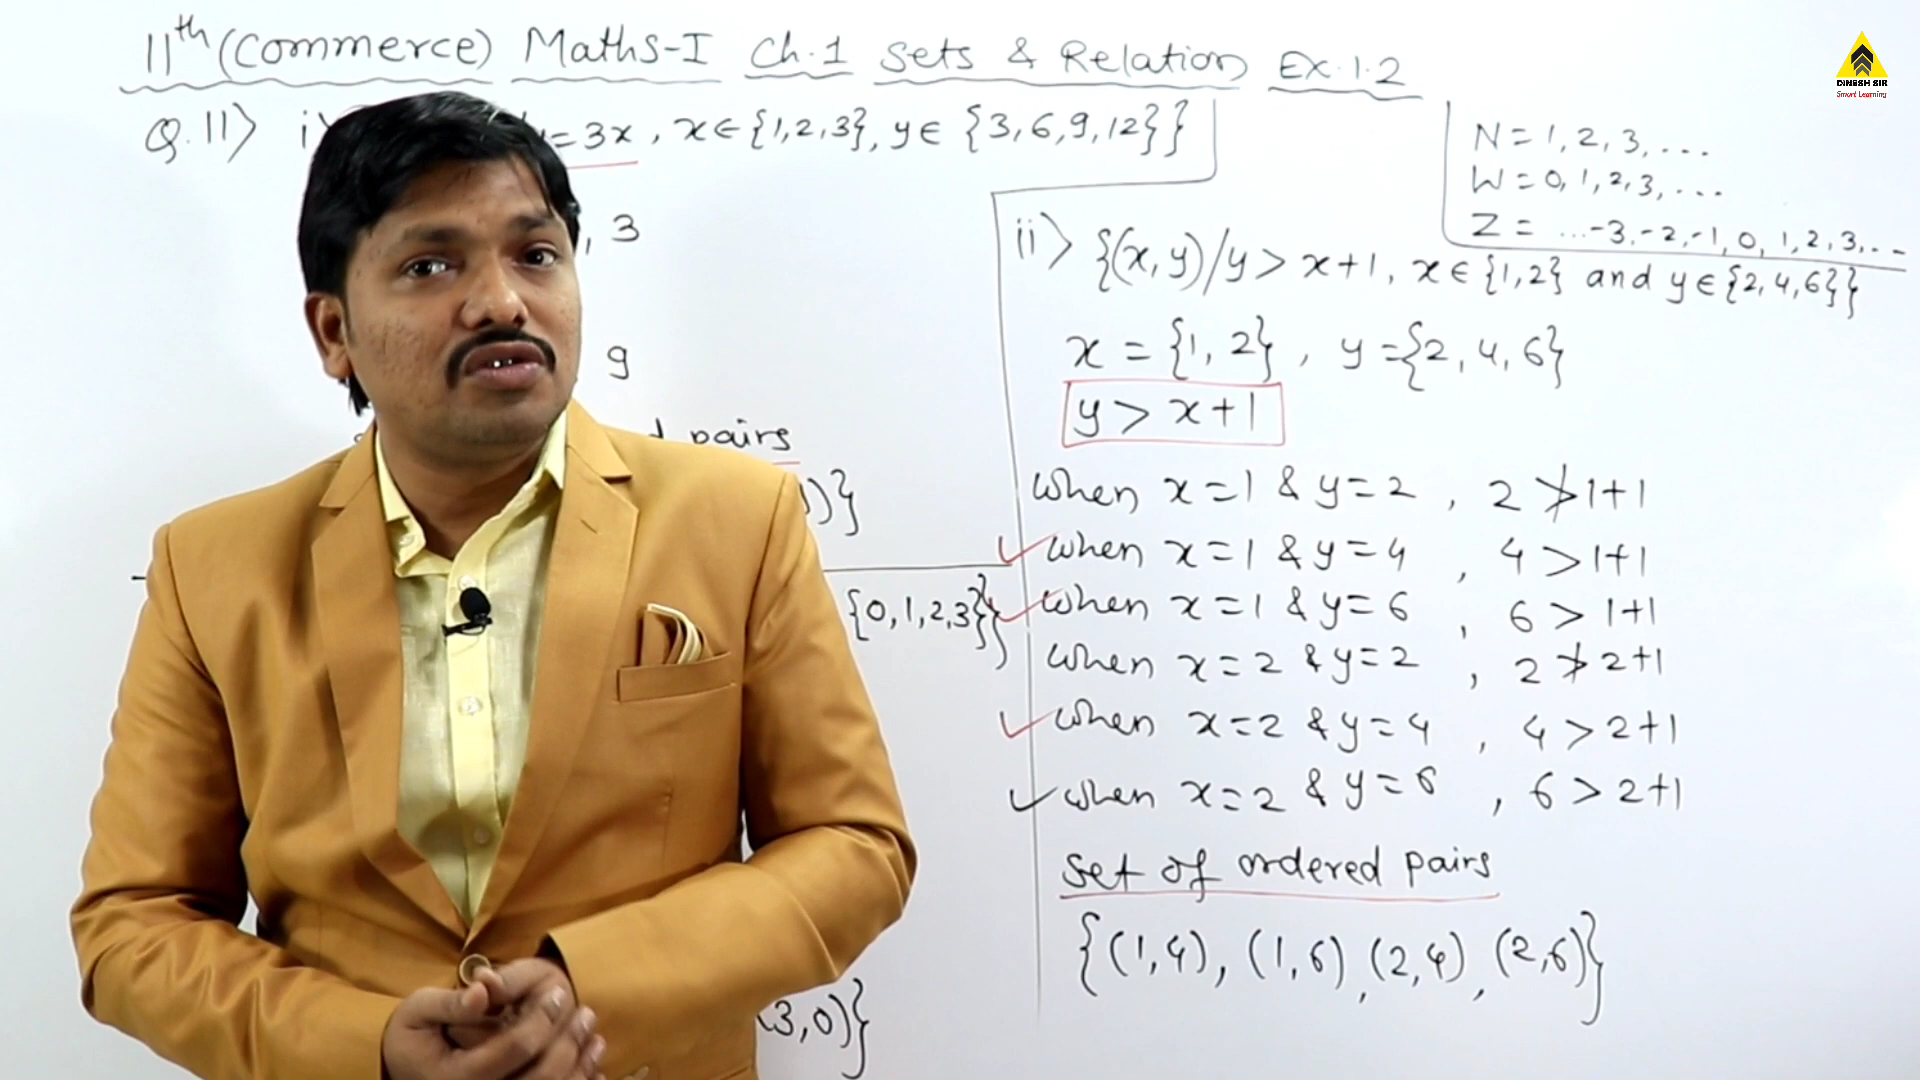 11th (Commerce) Maths-I Ch.1 Sets & Relation Ex.1.2
Q.11> i> y=3x, x∈{1,2,3}, y∈ {3,6,9,12}}
, 3
9
pairs
)}
{0,1,2,3}}
(3,0)}
N = 1, 2, 3, ...
W = 0, 1, 2, 3, ...
Z = ...-3,-2,-1,0,1,2,3,...
ii> {(x,y)/y> x+1, x∈{1,2} and y∈{2,4,6}}
x = {1, 2}, y={2, 4, 6}
y > x+1
When x=1 & y=2 , 2 ≯ 1+1
when x=1 & y=4 , 4 > 1+1
when x=1 & y=6 , 6 > 1+1
when x=2 & y=2 , 2 ≯ 2+1
when x=2 & y=4 , 4 > 2+1
when x=2 & y=6 , 6 > 2+1
Set of ordered pairs
{(1,4), (1,6), (2,4), (2,6)}
DINESH SIR
Smart Learning